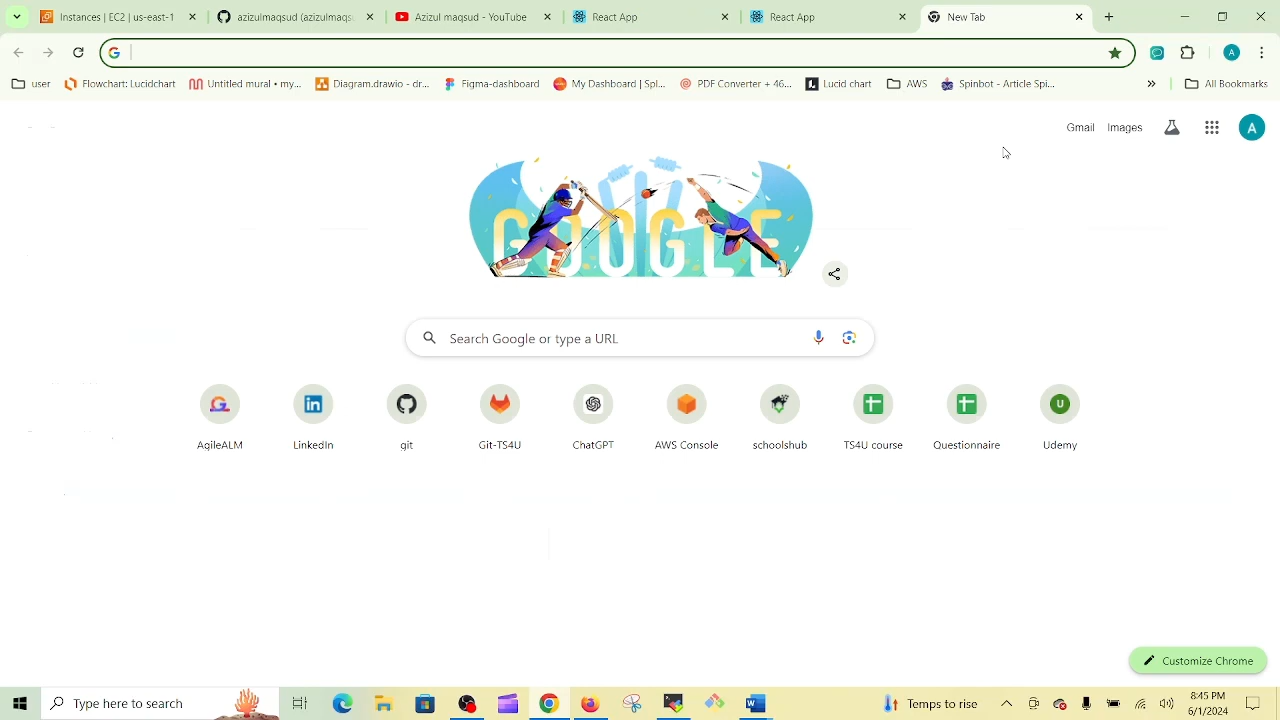 Instances | EC2 | us-east-1
azizulmaqsud (azizulmaqs
Azizul maqsud - YouTube
React App
React App
New Tab
user
Flowchart: Lucidchart
Untitled mural • my...
Diagram drawio - dr...
Figma-dashboard
My Dashboard | Spl...
PDF Converter + 46...
Lucid chart
AWS
Spinbot - Article Spi...
All Bookmarks
Gmail
Images
A
GOOGLE
Search Google or type a URL
AgileALM
LinkedIn
git
Git-TS4U
ChatGPT
AWS Console
schoolshub
TS4U course
Questionnaire
Udemy
Customize Chrome
Type here to search
Temps to rise
8:45 PM
6/1/2024